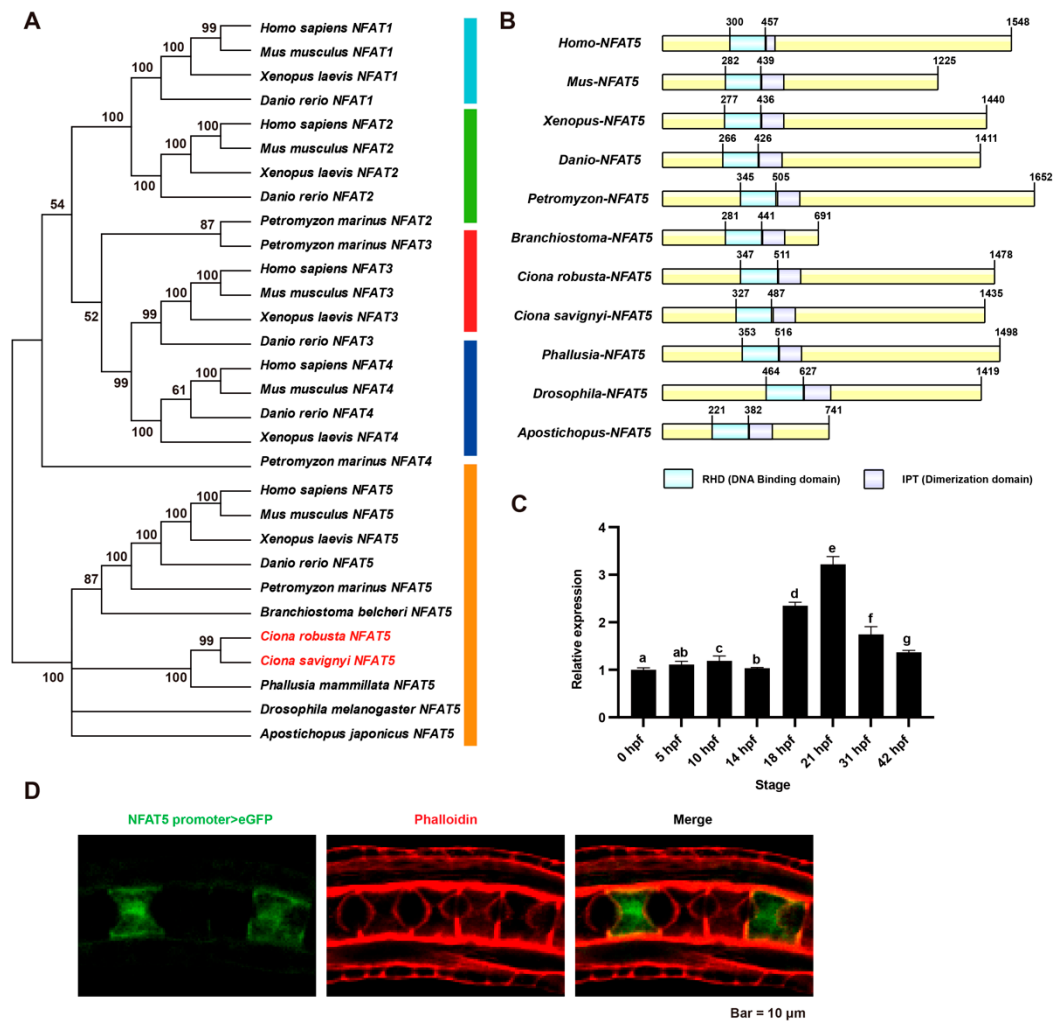 A
Homo sapiens NFAT1
Mus musculus NFAT1
Xenopus laevis NFAT1
Danio rerio NFAT1
Homo sapiens NFAT2
Mus musculus NFAT2
Xenopus laevis NFAT2
Danio rerio NFAT2
Petromyzon marinus NFAT2
Petromyzon marinus NFAT3
Homo sapiens NFAT3
Mus musculus NFAT3
Xenopus laevis NFAT3
Danio rerio NFAT3
Homo sapiens NFAT4
Mus musculus NFAT4
Danio rerio NFAT4
Xenopus laevis NFAT4
Petromyzon marinus NFAT4
Homo sapiens NFAT5
Mus musculus NFAT5
Xenopus laevis NFAT5
Danio rerio NFAT5
Petromyzon marinus NFAT5
Branchiostoma belcheri NFAT5
Ciona robusta NFAT5
Ciona savignyi NFAT5
Phallusia mammillata NFAT5
Drosophila melanogaster NFAT5
Apostichopus japonicus NFAT5
99
100
100
100
100
100
100
54
87
52
100
100
99
99
100
61
100
100
100
100
100
87
99
100
100
B
300 457 1548
Homo-NFAT5
282 439 1225
Mus-NFAT5
277 436 1440
Xenopus-NFAT5
266 426 1411
Danio-NFAT5
345 505 1652
Petromyzon-NFAT5
281 441 691
Branchiostoma-NFAT5
347 511 1478
Ciona robusta-NFAT5
327 487 1435
Ciona savignyi-NFAT5
353 516 1498
Phallusia-NFAT5
464 627 1419
Drosophila-NFAT5
221 382 741
Apostichopus-NFAT5
RHD (DNA Binding domain) IPT (Dimerization domain)
C
Relative expression
4
3
2
1
0
a ab c b d e f g
0 hpf 5 hpf 10 hpf 14 hpf 18 hpf 21 hpf 31 hpf 42 hpf
Stage
D
NFAT5 promoter>eGFP Phalloidin Merge
Bar = 10 μm